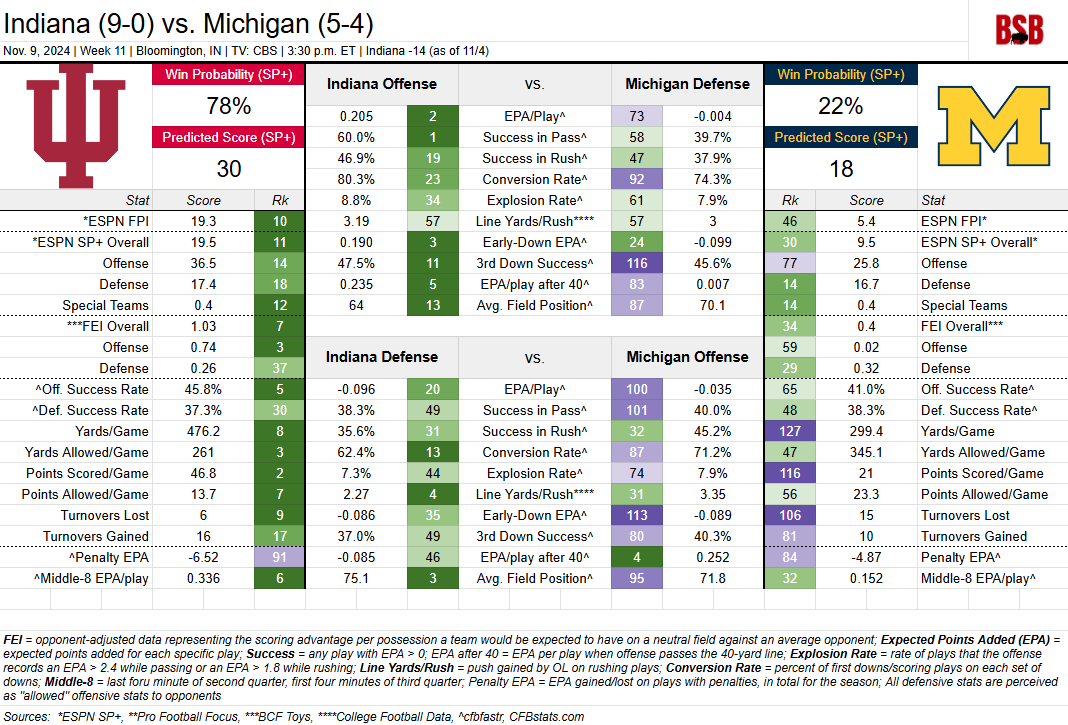 Indiana (9-0) vs. Michigan (5-4)
BSB
Nov. 9, 2024 | Week 11 | Bloomington, IN | TV: CBS | 3:30 p.m. ET | Indiana -14 (as of 11/4)
Win Probability (SP+)
78%
Predicted Score (SP+)
30
Stat Score Rk
*ESPN FPI 19.3 10
*ESPN SP+ Overall 19.5 11
Offense 36.5 14
Defense 17.4 18
Special Teams 0.4 12
***FEI Overall 1.03 7
Offense 0.74 3
Defense 0.26 37
^Off. Success Rate 45.8% 5
^Def. Success Rate 37.3% 30
Yards/Game 476.2 8
Yards Allowed/Game 261 3
Points Scored/Game 46.8 2
Points Allowed/Game 13.7 7
Turnovers Lost 6 9
Turnovers Gained 16 17
^Penalty EPA -6.52 91
^Middle-8 EPA/play 0.336 6
Indiana Offense VS. Michigan Defense
0.205 2 EPA/Play^ 73 -0.004
60.0% 1 Success in Pass^ 58 39.7%
46.9% 19 Success in Rush^ 47 37.9%
80.3% 23 Conversion Rate^ 92 74.3%
8.8% 34 Explosion Rate^ 61 7.9%
3.19 57 Line Yards/Rush**** 57 3
0.190 3 Early-Down EPA^ 24 -0.099
47.5% 11 3rd Down Success^ 116 45.6%
0.235 5 EPA/play after 40^ 83 0.007
64 13 Avg. Field Position^ 87 70.1
Indiana Defense VS. Michigan Offense
-0.096 20 EPA/Play^ 100 -0.035
38.3% 49 Success in Pass^ 101 40.0%
35.6% 31 Success in Rush^ 32 45.2%
62.4% 13 Conversion Rate^ 87 71.2%
7.3% 44 Explosion Rate^ 74 7.9%
2.27 4 Line Yards/Rush**** 31 3.35
-0.086 35 Early-Down EPA^ 113 -0.089
37.0% 49 3rd Down Success^ 80 40.3%
-0.085 46 EPA/play after 40^ 4 0.252
75.1 3 Avg. Field Position^ 95 71.8
Win Probability (SP+)
22%
Predicted Score (SP+)
18
M
Rk Score Stat
46 5.4 ESPN FPI*
30 9.5 ESPN SP+ Overall*
77 25.8 Offense
14 16.7 Defense
14 0.4 Special Teams
34 0.4 FEI Overall***
59 0.02 Offense
29 0.32 Defense
65 41.0% Off. Success Rate^
48 38.3% Def. Success Rate^
127 299.4 Yards/Game
47 345.1 Yards Allowed/Game
116 21 Points Scored/Game
56 23.3 Points Allowed/Game
106 15 Turnovers Lost
81 10 Turnovers Gained
84 -4.87 Penalty EPA^
32 0.152 Middle-8 EPA/play^
FEI = opponent-adjusted data representing the scoring advantage per possession a team would be expected to have on a neutral field against an average opponent; Expected Points Added (EPA) =
expected points added for each specific play; Success = any play with EPA > 0; EPA after 40 = EPA per play when offense passes the 40-yard line; Explosion Rate = rate of plays that the offense
records an EPA > 2.4 while passing or an EPA > 1.8 while rushing; Line Yards/Rush = push gained by OL on rushing plays; Conversion Rate = percent of first downs/scoring plays on each set of
downs; Middle-8 = last foru minute of second quarter, first four minutes of third quarter; Penalty EPA = EPA gained/lost on plays with penalties, in total for the season; All defensive stats are perceived
as "allowed" offensive stats to opponents
Sources: *ESPN SP+, **Pro Football Focus, ***BCF Toys, ****College Football Data, ^cfbfastr, CFBstats.com